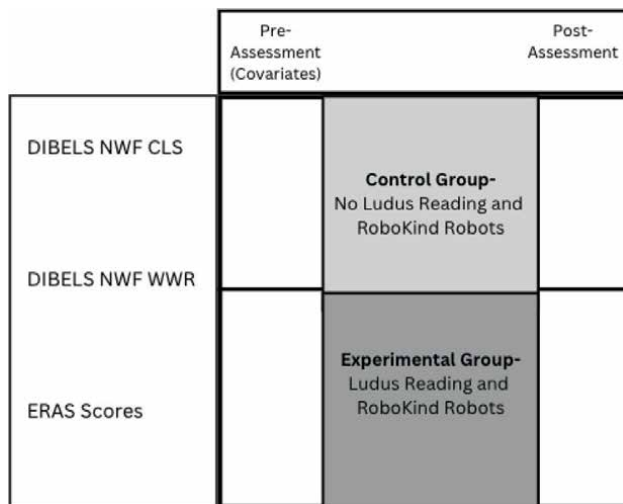 Pre-
Assessment
(Covariates)
Post-
Assessment
DIBELS NWF CLS
Control Group-
No Ludus Reading and
RoboKind Robots
DIBELS NWF WWR
Experimental Group-
Ludus Reading and
RoboKind Robots
ERAS Scores